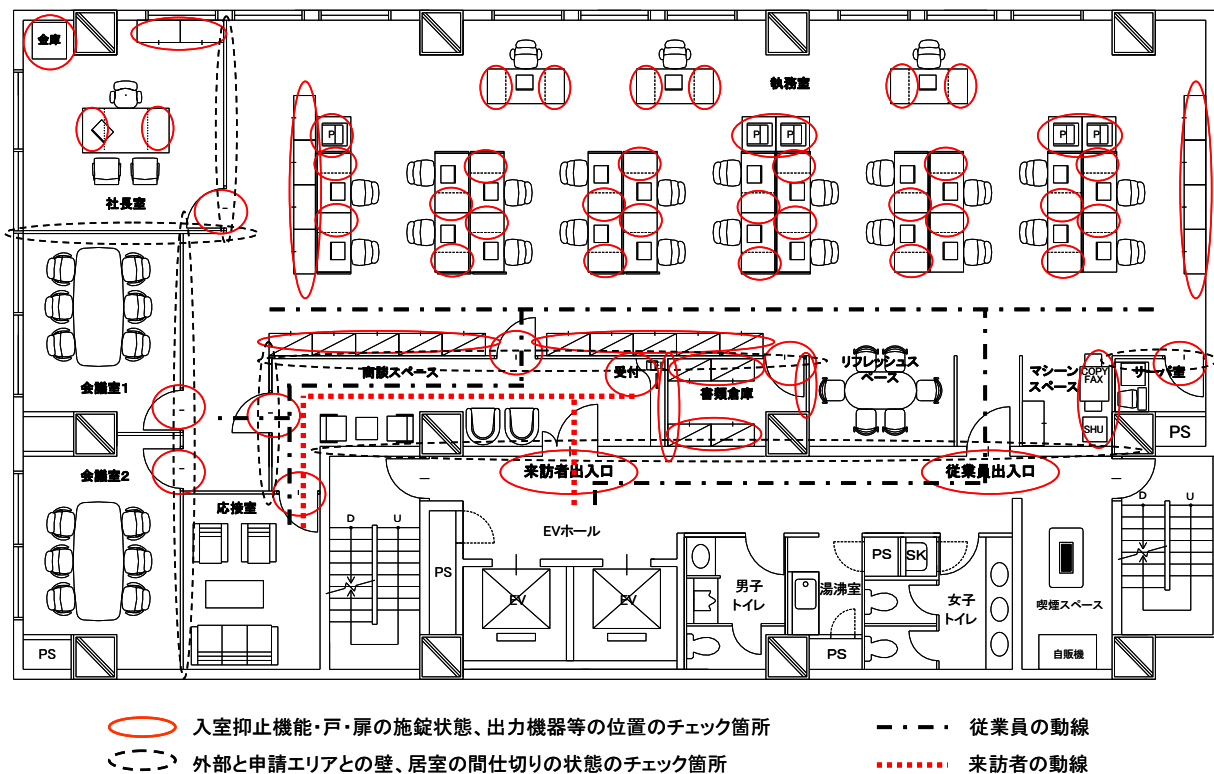 金庫
執務室
P
P
P
P
P
社長室
商談スペース
受付
書類倉庫
リフレッシュス
ペース
マシーン
スペース
COPY
FAX
サーバ室
SHU
PS
会議室1
会議室2
応接室
来訪者出入口
従業員出入口
D
U
EVホール
PS
EV
EV
男子
トイレ
湯沸室
PS
SK
女子
トイレ
PS
喫煙スペース
自販機
D
U
PS
入室抑止機能・戸・扉の施錠状態、出力機器等の位置のチェック箇所
従業員の動線
外部と申請エリアとの壁、居室の間仕切りの状態のチェック箇所
来訪者の動線